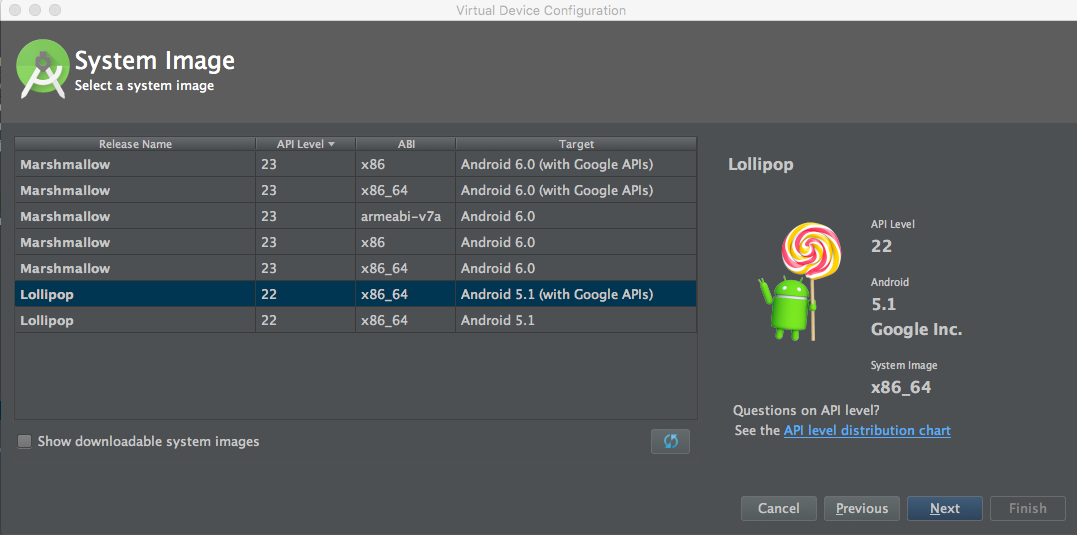 Virtual Device Configuration
System Image
Select a system image
Release Name API Level ABI Target
Marshmallow 23 x86 Android 6.0 (with Google APIs)
Marshmallow 23 x86_64 Android 6.0 (with Google APIs)
Marshmallow 23 armeabi-v7a Android 6.0
Marshmallow 23 x86 Android 6.0
Marshmallow 23 x86_64 Android 6.0
Lollipop 22 x86_64 Android 5.1 (with Google APIs)
Lollipop 22 x86_64 Android 5.1
Show downloadable system images
Lollipop
API Level
22
Android
5.1
Google Inc.
System Image
x86_64
Questions on API level?
See the API level distribution chart
Cancel Previous Next Finish